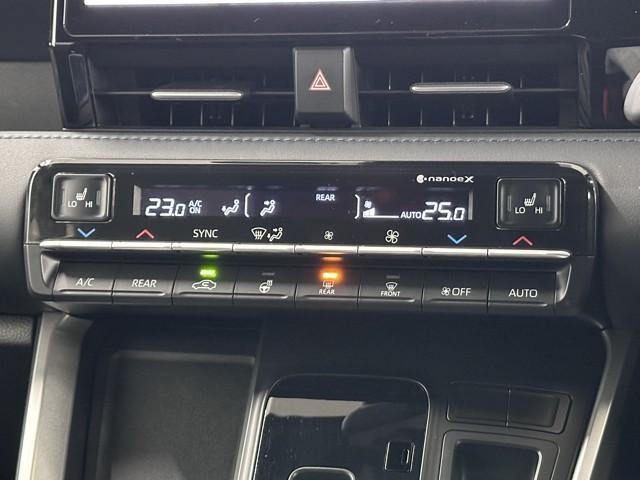 nanoeX
LO HI
23.0 A/C ON REAR AUTO 25.0
LO HI
SYNC
A/C REAR REAR FRONT OFF AUTO